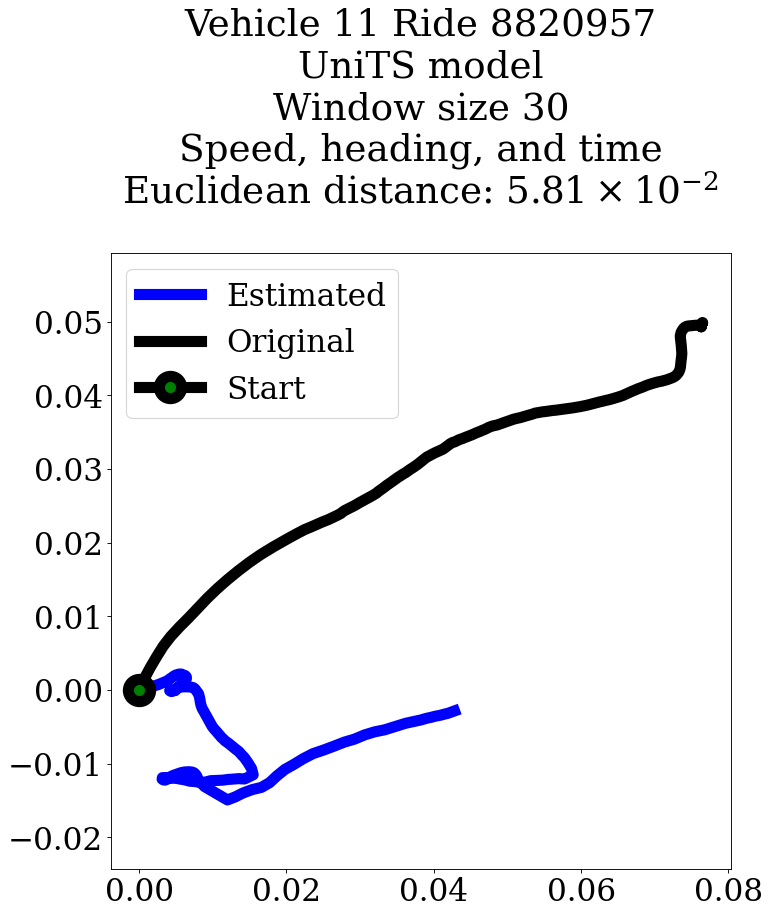 Vehicle 11 Ride 8820957
UniTS model
Window size 30
Speed, heading, and time
Euclidean distance: 5.81 × 10⁻²
Estimated
Original
Start
0.05
0.04
0.03
0.02
0.01
0.00
−0.01
−0.02
0.00 0.02 0.04 0.06 0.08